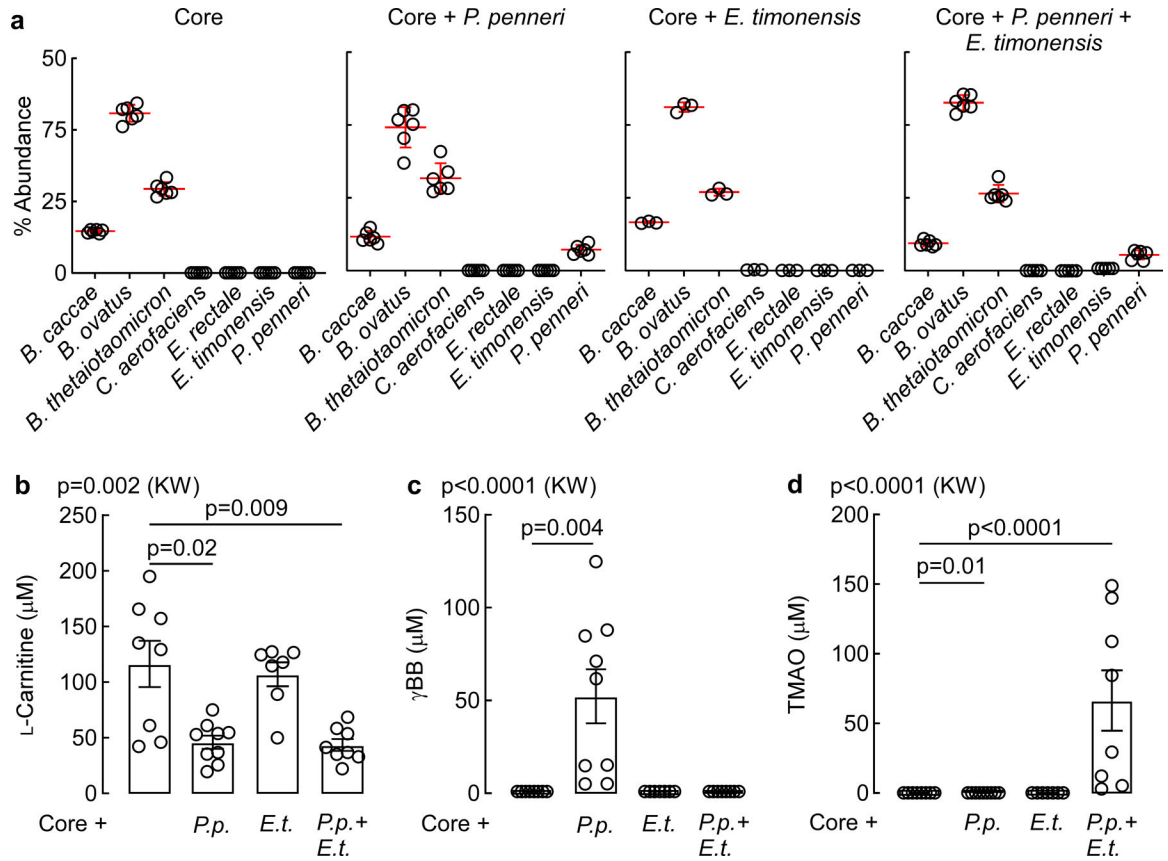 a
Core
Core + P. penneri
Core + E. timonensis
Core + P. penneri +
E. timonensis
% Abundance
50
75
25
0
B. caccae
B. ovatus
B. thetaiotaomicron
C. aerofaciens
E. rectale
E. timonensis
P. penneri
B. caccae
B. ovatus
B. thetaiotaomicron
C. aerofaciens
E. rectale
E. timonensis
P. penneri
B. caccae
B. ovatus
B. thetaiotaomicron
C. aerofaciens
E. rectale
E. timonensis
P. penneri
B. caccae
B. ovatus
B. thetaiotaomicron
C. aerofaciens
E. rectale
E. timonensis
P. penneri
b
p=0.002 (KW)
p=0.009
p=0.02
L-Carnitine (μM)
250
200
150
100
50
0
Core +
P.p.
E.t.
P.p.+
E.t.
c
p<0.0001 (KW)
p=0.004
γBB (μM)
150
100
50
0
Core +
P.p.
E.t.
P.p.+
E.t.
d
p<0.0001 (KW)
p<0.0001
p=0.01
TMAO (μM)
200
150
100
50
0
Core +
P.p.
E.t.
P.p.+
E.t.